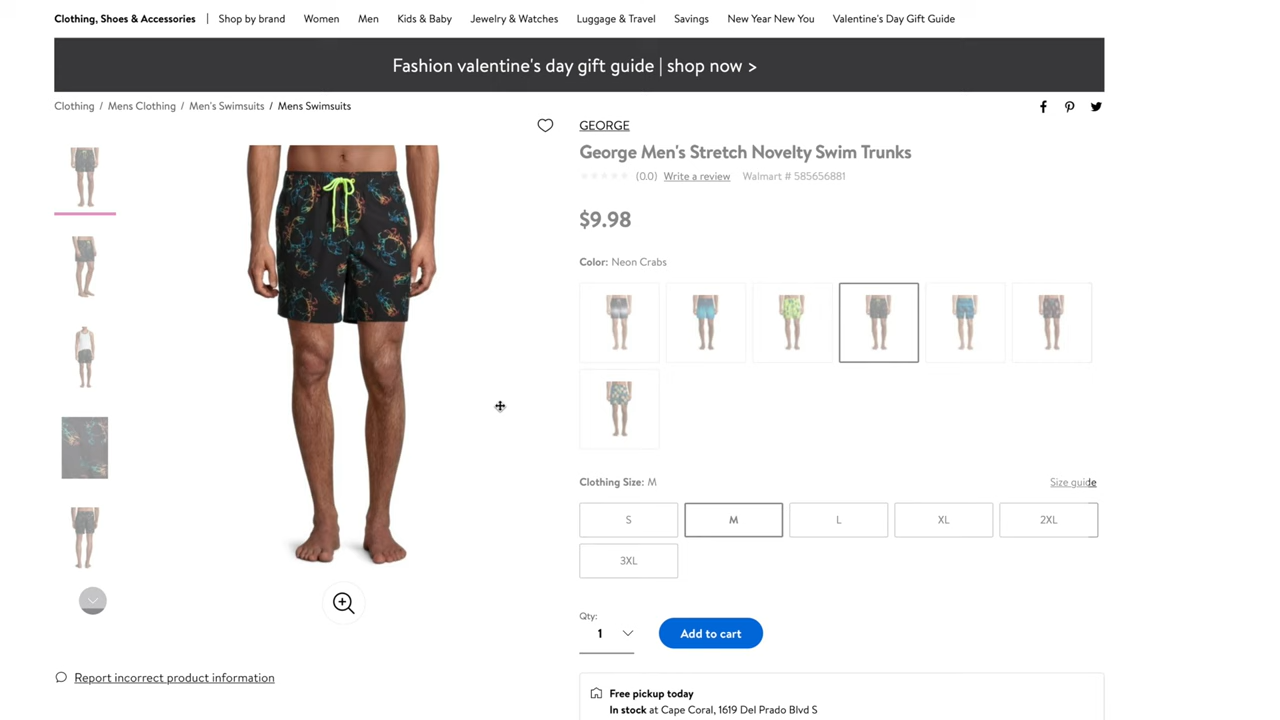 Clothing, Shoes & Accessories | Shop by brand Women Men Kids & Baby Jewelry & Watches Luggage & Travel Savings New Year New You Valentine's Day Gift Guide
Fashion valentine's day gift guide | shop now >
Clothing / Mens Clothing / Men's Swimsuits / Mens Swimsuits
GEORGE
George Men's Stretch Novelty Swim Trunks
(0.0) Write a review Walmart # 585656881
$9.98
Color: Neon Crabs
Clothing Size: M Size guide
S M L XL 2XL
3XL
Qty:
1 Add to cart
Report incorrect product information
Free pickup today
In stock at Cape Coral, 1619 Del Prado Blvd S